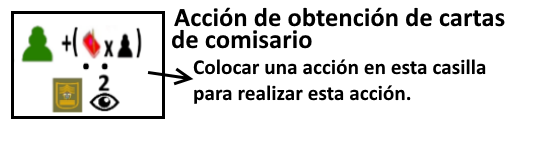 Acción de obtención de cartas
de comisario
+( x )
2
Colocar una acción en esta casilla
para realizar esta acción.